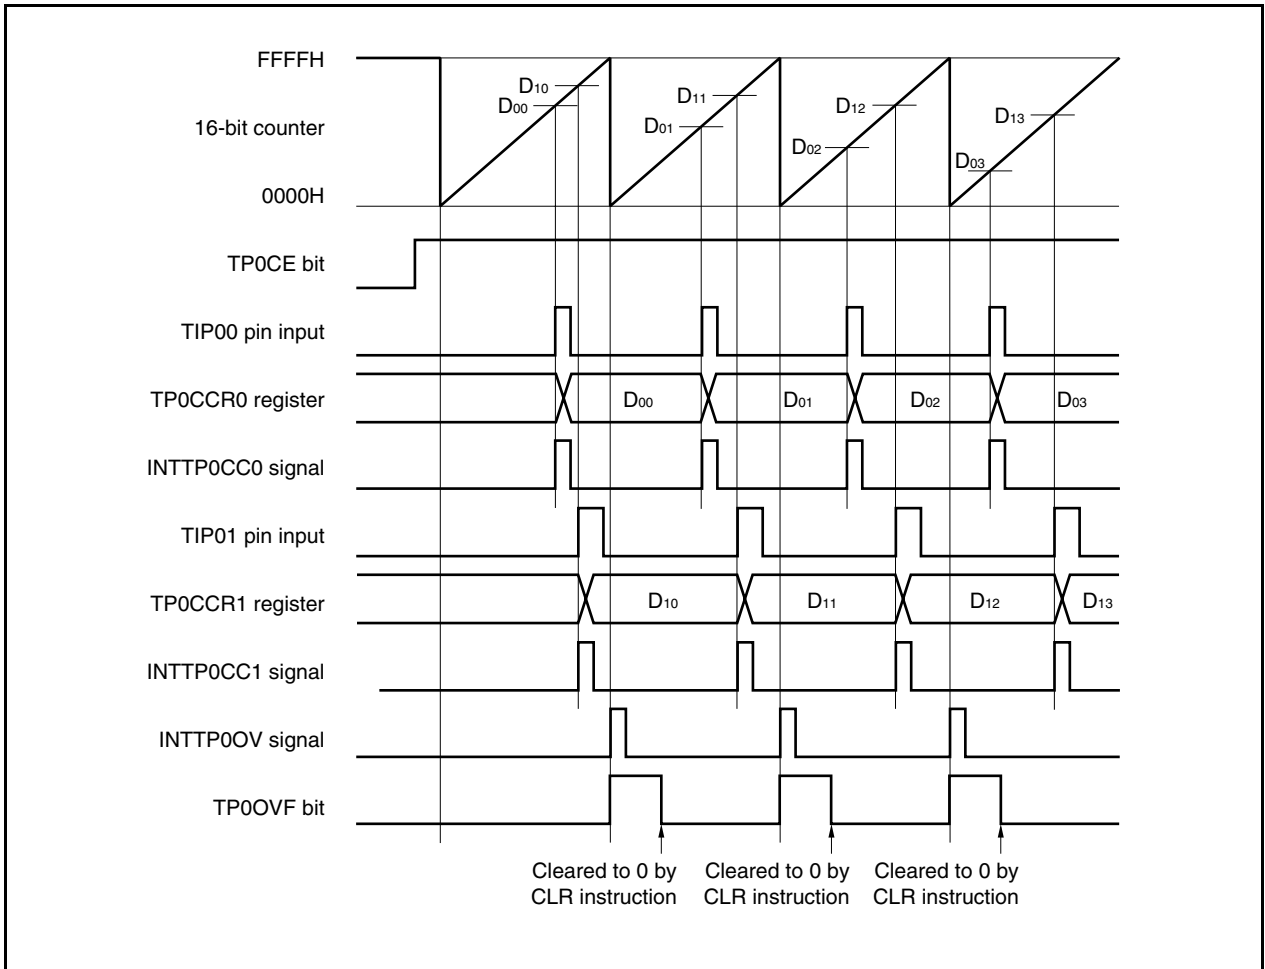 FFFFH
D10
D00
D11
D01
D12
D02
D13
D03
16-bit counter
0000H
TP0CE bit
TIP00 pin input
TP0CCR0 register
D00
D01
D02
D03
INTTP0CC0 signal
TIP01 pin input
TP0CCR1 register
D10
D11
D12
D13
INTTP0CC1 signal
INTTP0OV signal
TP0OVF bit
Cleared to 0 by
CLR instruction
Cleared to 0 by
CLR instruction
Cleared to 0 by
CLR instruction